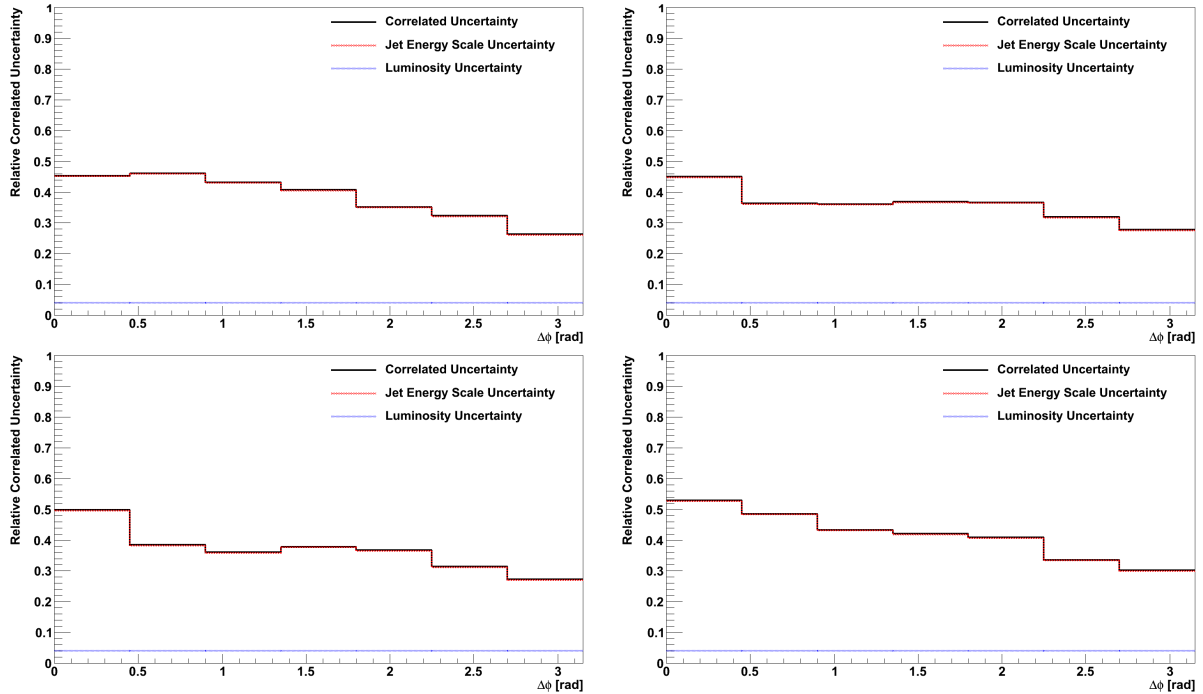 Relative Correlated Uncertainty
1
0.9
0.8
0.7
0.6
0.5
0.4
0.3
0.2
0.1
0
Correlated Uncertainty
Jet Energy Scale Uncertainty
Luminosity Uncertainty
0 0.5 1 1.5 2 2.5 3
Δϕ [rad]
Relative Correlated Uncertainty
1
0.9
0.8
0.7
0.6
0.5
0.4
0.3
0.2
0.1
0
Correlated Uncertainty
Jet Energy Scale Uncertainty
Luminosity Uncertainty
0 0.5 1 1.5 2 2.5 3
Δϕ [rad]
Relative Correlated Uncertainty
1
0.9
0.8
0.7
0.6
0.5
0.4
0.3
0.2
0.1
0
Correlated Uncertainty
Jet Energy Scale Uncertainty
Luminosity Uncertainty
0 0.5 1 1.5 2 2.5 3
Δϕ [rad]
Relative Correlated Uncertainty
1
0.9
0.8
0.7
0.6
0.5
0.4
0.3
0.2
0.1
0
Correlated Uncertainty
Jet Energy Scale Uncertainty
Luminosity Uncertainty
0 0.5 1 1.5 2 2.5 3
Δϕ [rad]